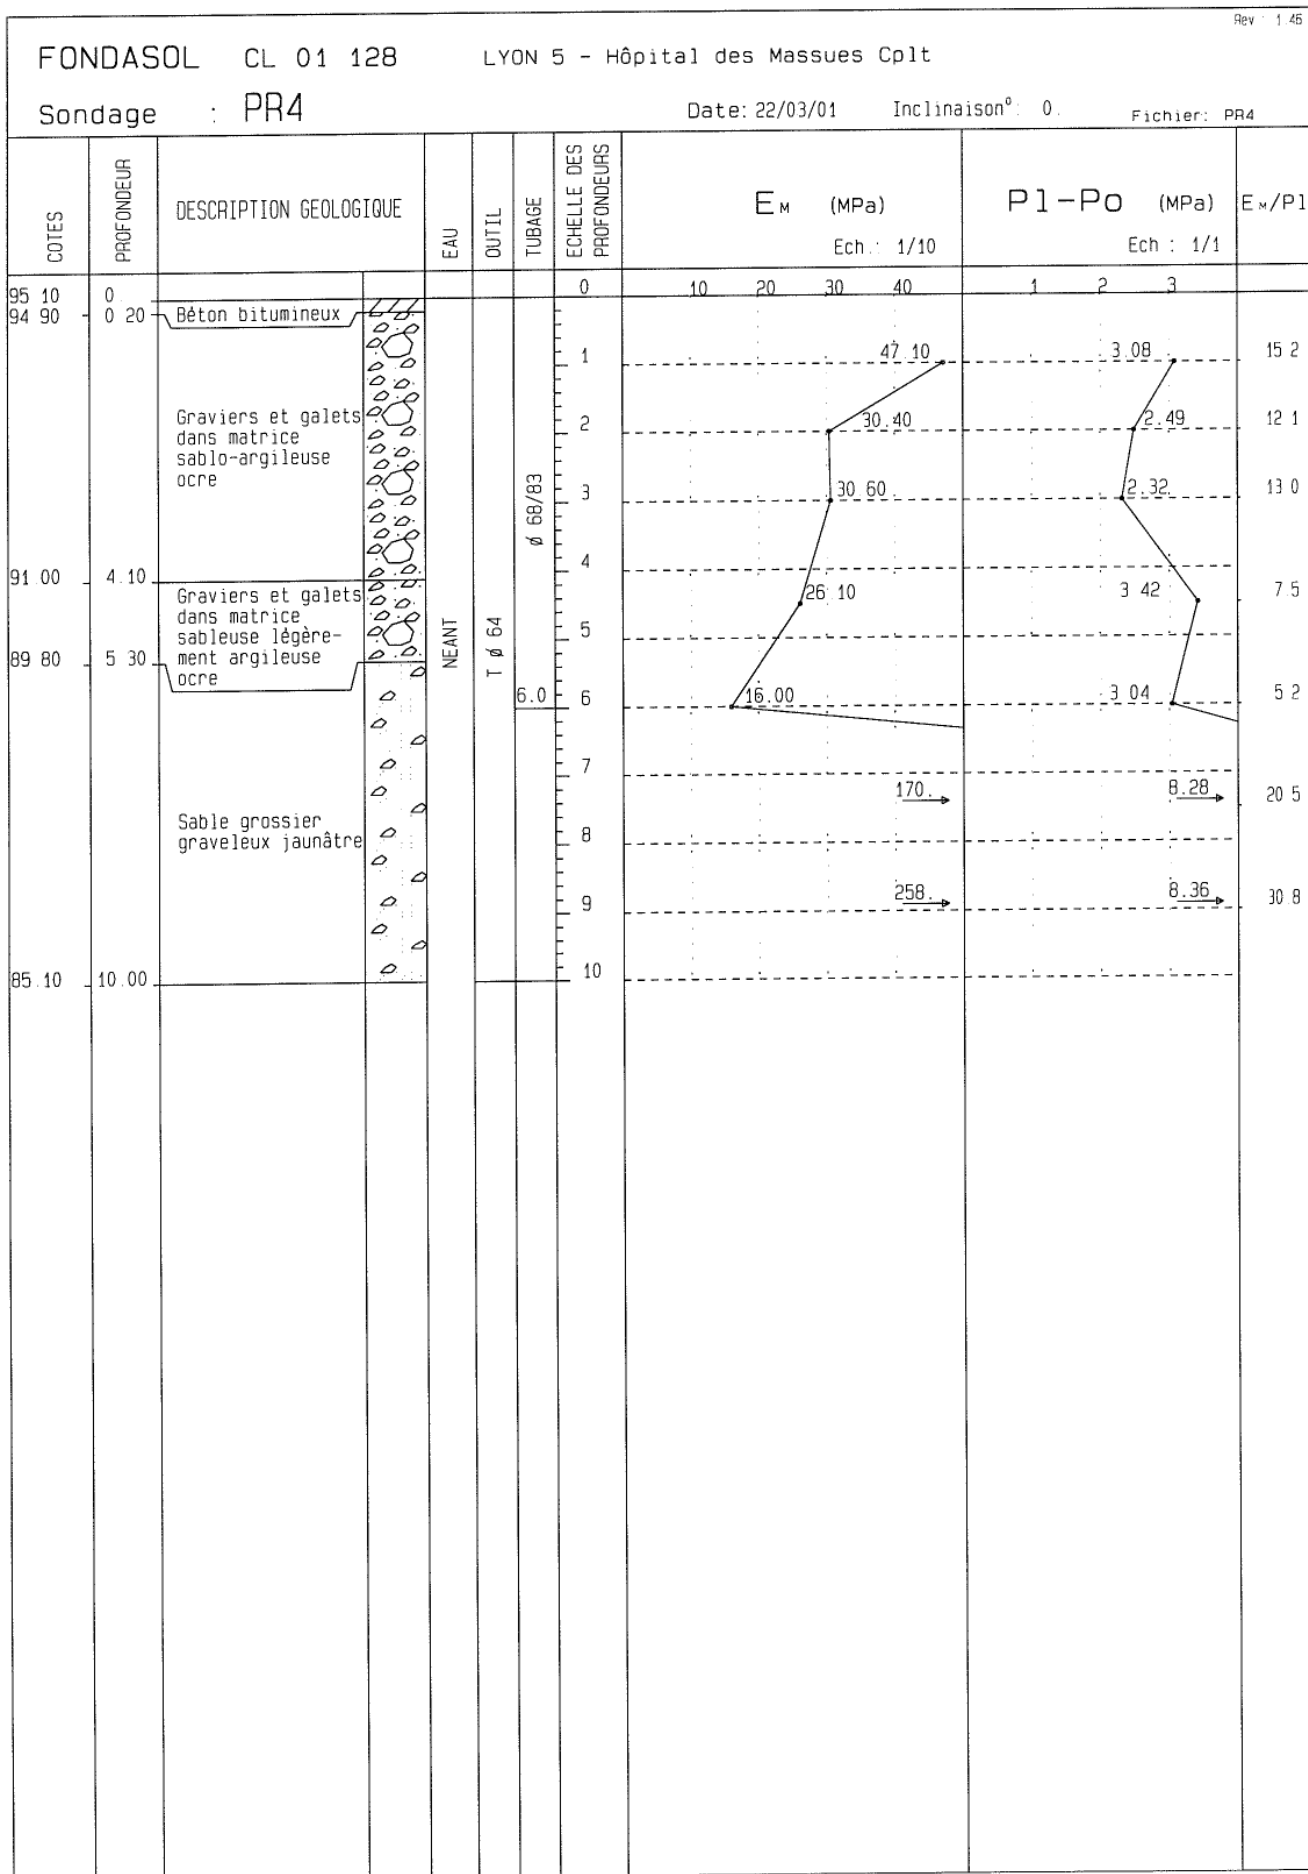 Rev : 1.45
FONDASOL CL 01 128 LYON 5 - Hôpital des Massues Cplt
Sondage : PR4 Date: 22/03/01 Inclinaison°: 0. Fichier: PR4
COTES PROFONDEUR DESCRIPTION GEOLOGIQUE EAU OUTIL TUBAGE ECHELLE DES PROFONDEURS EM (MPa) Pl-Po (MPa) EM/Pl
Ech.: 1/10 Ech : 1/1
95 10 0 0 10 20 30 40 1 2 3
94 90 0 20 Béton bitumineux
1 47.10 3.08 15 2
Graviers et galets
dans matrice
sablo-argileuse
ocre
2 30.40 2.49 12 1
Ø 68/83
3 30 60 2.32 13 0
4
91 00 4.10
Graviers et galets
dans matrice
sableuse légère-
ment argileuse
ocre
26 10 3 42 7.5
NEANT
T Ø 64
5
89 80 5 30
6.0 6 16.00 3 04 5 2
7
170. 8.28 20 5
Sable grossier
graveleux jaunâtre
8
258. 8.36 30 8
9
85.10 10.00 10